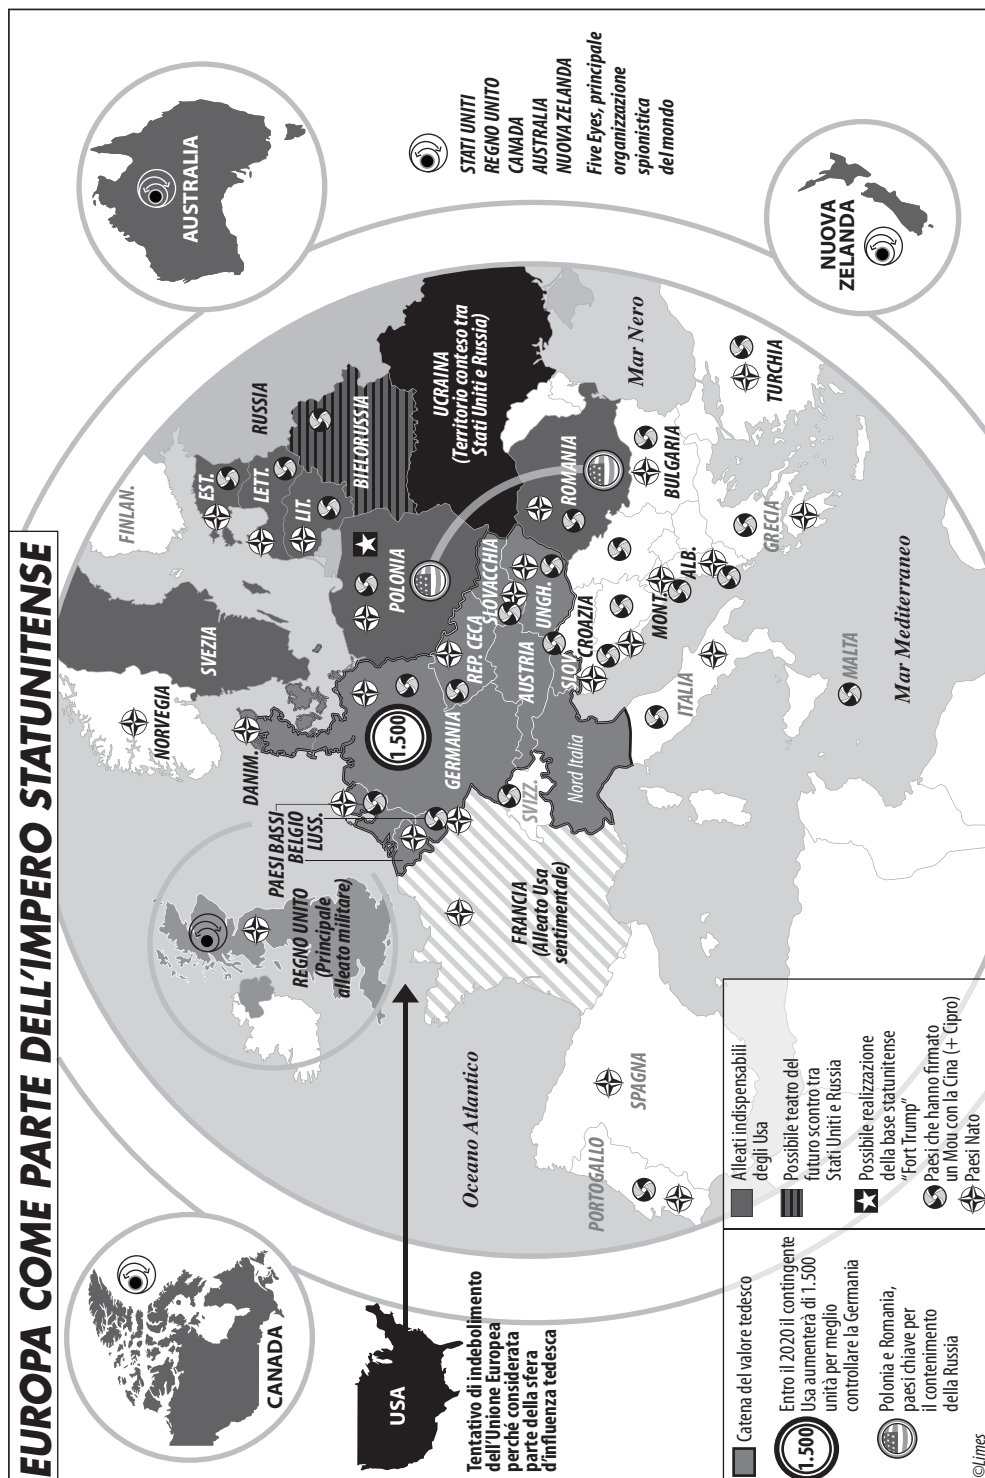 EUROPA COME PARTE DELL'IMPERO STATUNITENSE
CANADA
AUSTRALIA
STATI UNITI
REGNO UNITO
CANADA
AUSTRALIA
NUOVA ZELANDA
Five Eyes, principale
organizzazione
spionistica
del mondo
NUOVA
ZELANDA
USA
Tentativo di indebolimento
dell'Unione Europea
perché considerata
parte della sfera
d'influenza tedesca
Oceano Atlantico
REGNO UNITO
(Principale
alleato militare)
PAESI BASSI
BELGIO
LUSS.
DANIM.
NORVEGIA
SVEZIA
FINLAN.
RUSSIA
EST.
LETT.
LIT.
BIELORUSSIA
UCRAINA
(Territorio conteso tra
Stati Uniti e Russia)
POLONIA
GERMANIA
1.500
REP. CECA
SLOVACCHIA
AUSTRIA
UNGH.
SLOV.
CROAZIA
ROMANIA
BULGARIA
MONT.
ALB.
GRECIA
TURCHIA
Mar Nero
FRANCIA
(Alleato Usa
sentimentale)
SVIZZ.
Nord Italia
ITALIA
MALTA
Mar Mediterraneo
SPAGNA
PORTOGALLO
Catena del valore tedesco
1.500
Entro il 2020 il contingente
Usa aumenterà di 1.500
unità per meglio
controllare la Germania
Polonia e Romania,
paesi chiave per
il contenimento
della Russia
Alleati indispensabili
degli Usa
Possibile teatro del
futuro scontro tra
Stati Uniti e Russia
Possibile realizzazione
della base statunitense
"Fort Trump"
Paesi che hanno firmato
un Mou con la Cina (+ Cipro)
Paesi Nato
©Limes